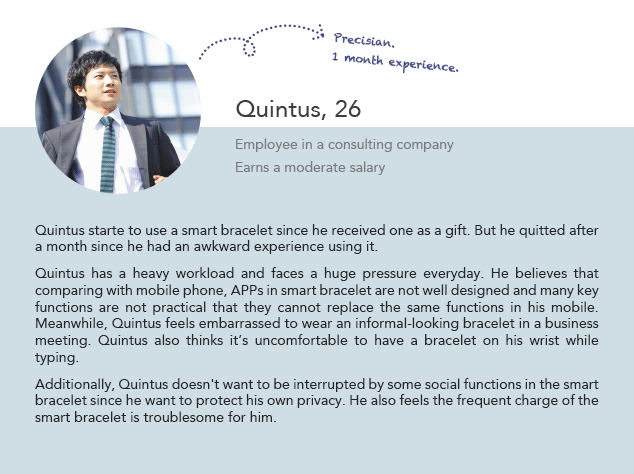 Precisian.
1 month experience.
Quintus, 26
Employee in a consulting company
Earns a moderate salary
Quintus starte to use a smart bracelet since he received one as a gift. But he quitted after
a month since he had an awkward experience using it.
Quintus has a heavy workload and faces a huge pressure everyday. He believes that
comparing with mobile phone, APPs in smart bracelet are not well designed and many key
functions are not practical that they cannot replace the same functions in his mobile.
Meanwhile, Quintus feels embarrassed to wear an informal-looking bracelet in a business
meeting. Quintus also thinks it’s uncomfortable to have a bracelet on his wrist while
typing.
Additionally, Quintus doesn't want to be interrupted by some social functions in the smart
bracelet since he want to protect his own privacy. He also feels the frequent charge of the
smart bracelet is troublesome for him.